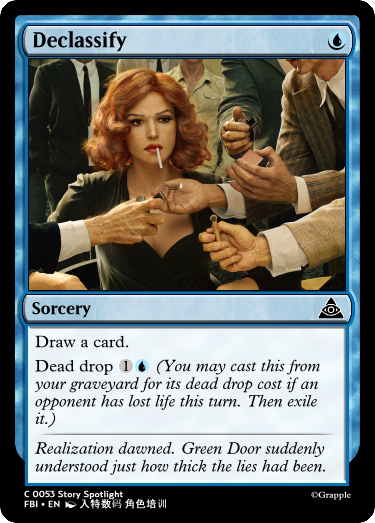 Declassify
Sorcery
Draw a card.
Dead drop 1 (You may cast this from
your graveyard for its dead drop cost if an
opponent has lost life this turn. Then exile
it.)
Realization dawned. Green Door suddenly
understood just how thick the lies had been.
C 0053 Story Spotlight
FBI • EN 入特数码 角色培训
©Grapple